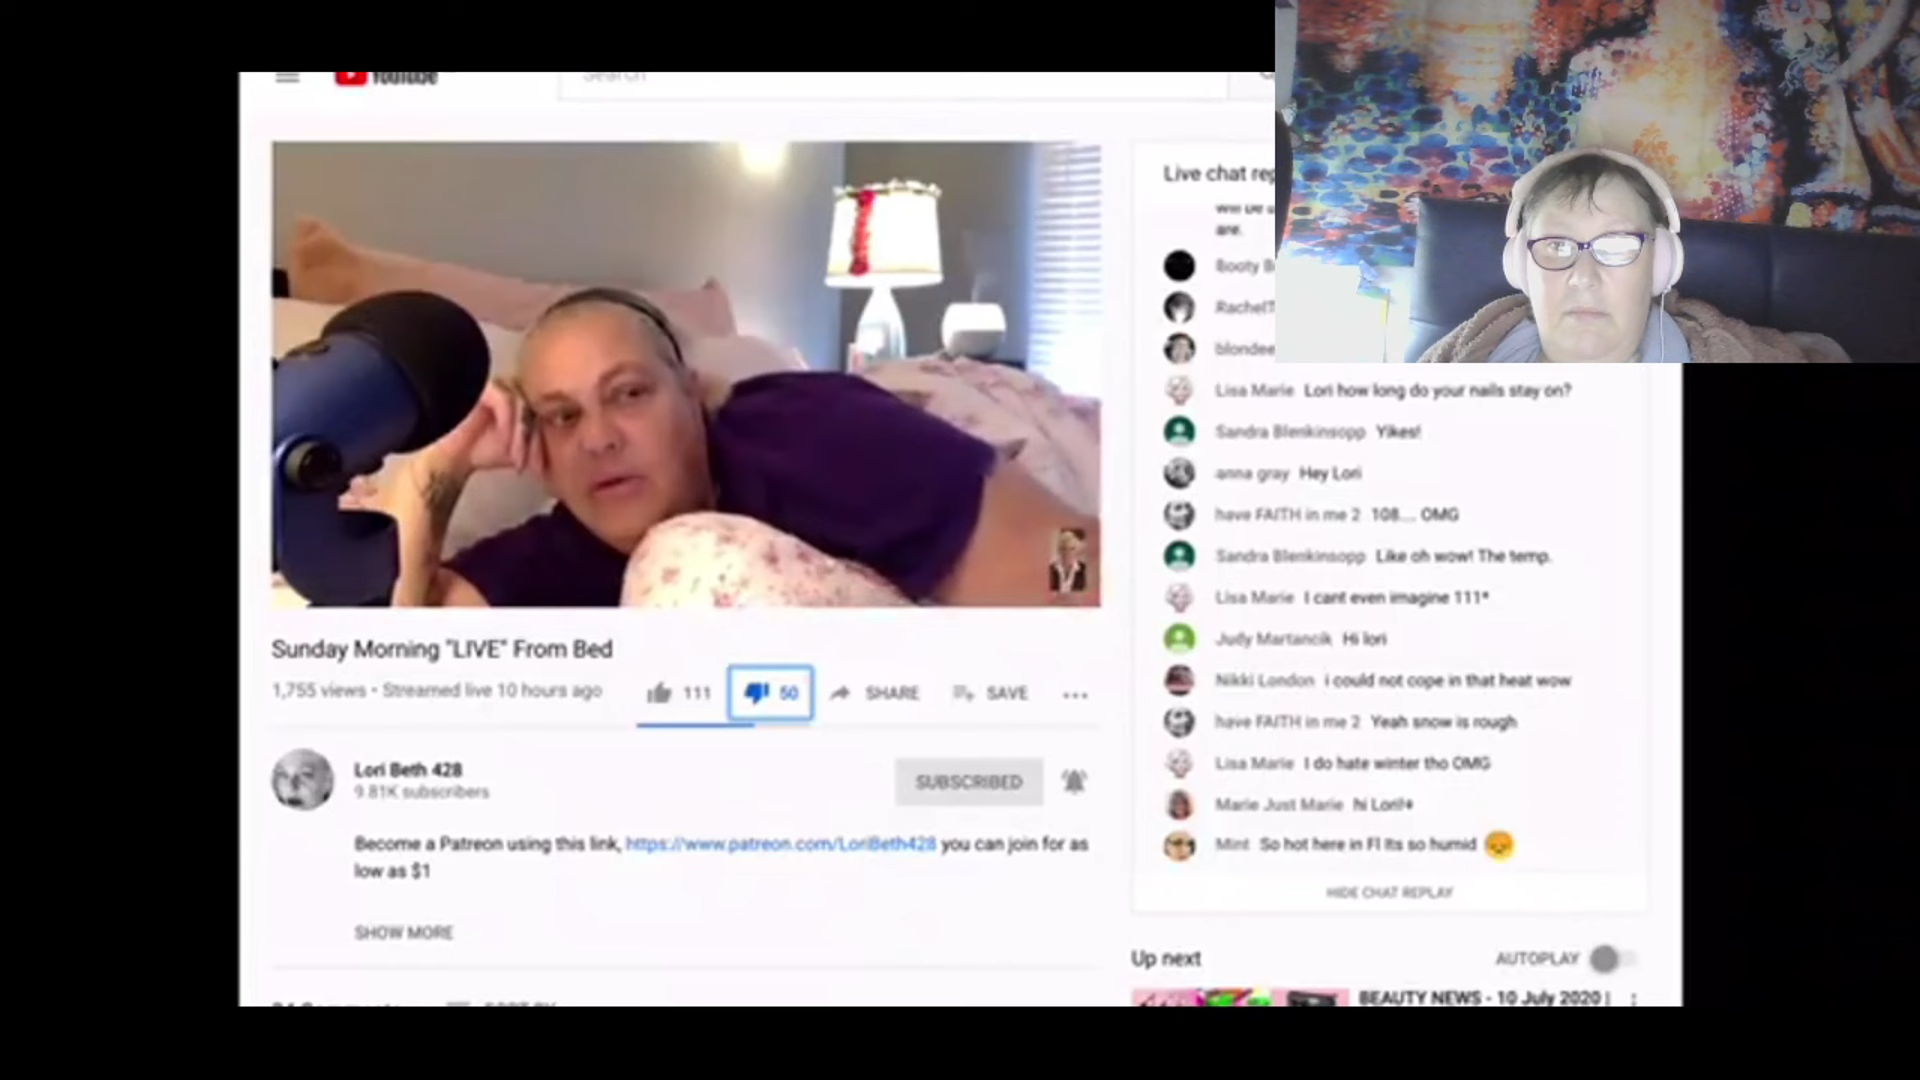 YouTube
Search
Sunday Morning "LIVE" From Bed
1,755 views • Streamed live 10 hours ago
111
50
SHARE
SAVE
Lori Beth 428
9.81K subscribers
SUBSCRIBED
Become a Patreon using this link, https://www.patreon.com/LoriBeth428 you can join for as
low as $1
SHOW MORE
Live chat rep
are.
Booty B
RachelT
blondee
Lisa Marie Lori how long do your nails stay on?
Sandra Blenkinsopp Yikes!
anna gray Hey Lori
have FAITH in me 2 108.... OMG
Sandra Blenkinsopp Like oh wow! The temp.
Lisa Marie I cant even imagine 111*
Judy Martancik Hi lori
Nikki London i could not cope in that heat wow
have FAITH in me 2 Yeah snow is rough
Lisa Marie I do hate winter tho OMG
Marie Just Marie hi Lori!+
Mint So hot here in Fl Its so humid
HIDE CHAT REPLAY
Up next
AUTOPLAY
BEAUTY NEWS - 10 July 2020 |